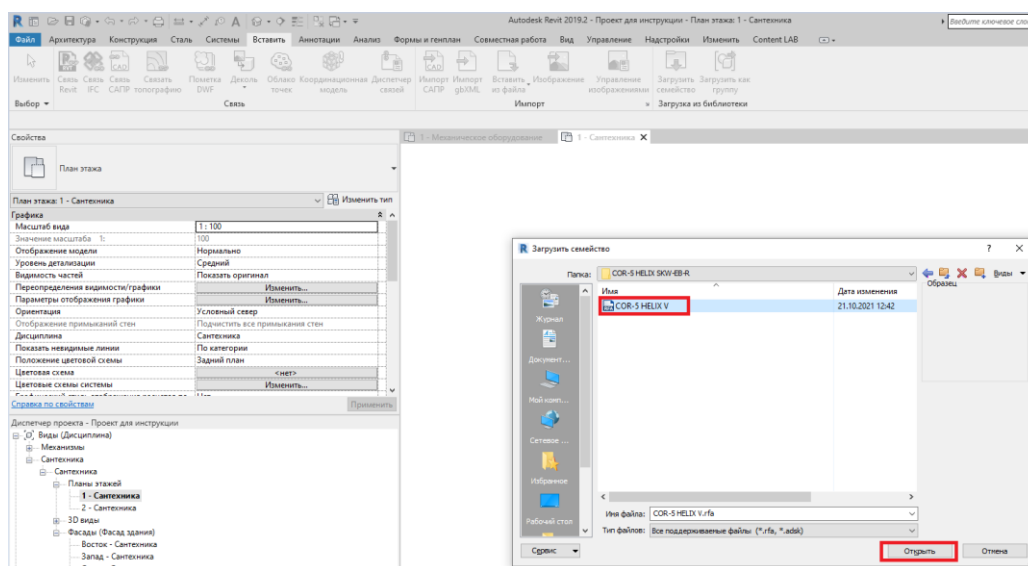 Autodesk Revit 2019.2 - Проект для инструкции - План этажа: 1 - Сантехника
Введите ключевое сло
Файл Архитектура Конструкция Сталь Системы Вставить Аннотации Анализ Формы и генплан Совместная работа Вид Управление Надстройки Изменить Content LAB
Изменить Связь Связь Связь Связать Пометка Деколь Облако Координационная Диспетчер Импорт Импорт Вставить Изображение Управление Загрузить Загрузить как
Revit IFC САПР топографию DWF точек модель связей САПР gbXML из файла изображениями семейство группу
Выбор Связь Импорт Загрузка из библиотеки
Свойства
1 - Механическое оборудование 1 - Сантехника
План этажа
План этажа: 1 - Сантехника Изменить тип
Графика
Масштаб вида 1 : 100
Значение масштаба 1: 100
Отображение модели Нормально
Уровень детализации Средний
Видимость частей Показать оригинал
Переопределения видимости/графики Изменить...
Параметры отображения графики Изменить...
Ориентация Условный север
Отображение примыканий стен Подчистить все примыкания стен
Дисциплина Сантехника
Показать невидимые линии По категории
Положение цветовой схемы Задний план
Цветовая схема <нет>
Цветовые схемы системы Изменить...
Справка по свойствам Применить
Диспетчер проекта - Проект для инструкции
Виды (Дисциплина)
Механизмы
Сантехника
Сантехника
Планы этажей
1 - Сантехника
2 - Сантехника
3D виды
Фасады (Фасад здания)
Восток - Сантехника
Запад - Сантехника
Загрузить семейство
Папка: COR-5 HELIX SKW-EB-R Виды
Имя Дата изменения Образец
COR-5 HELIX V 21.10.2021 12:42
Журнал
Документ...
Мой комп...
Сетевое ...
Избранное
Рабочий стол
Имя файла: COR-5 HELIX V.rfa
Тип файлов: Все поддерживаемые файлы (*.rfa, *.adsk)
Сервис Открыть Отмена